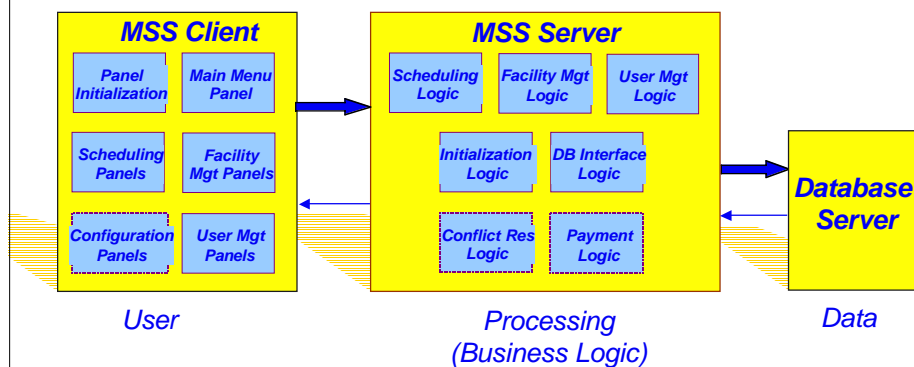 MSS Client
Panel
Initialization
Main Menu
Panel
Scheduling
Panels
Facility
Mgt Panels
Configuration
Panels
User Mgt
Panels
MSS Server
Scheduling
Logic
Facility Mgt
Logic
User Mgt
Logic
Initialization
Logic
DB Interface
Logic
Conflict Res
Logic
Payment
Logic
Database
Server
User
Processing
(Business Logic)
Data